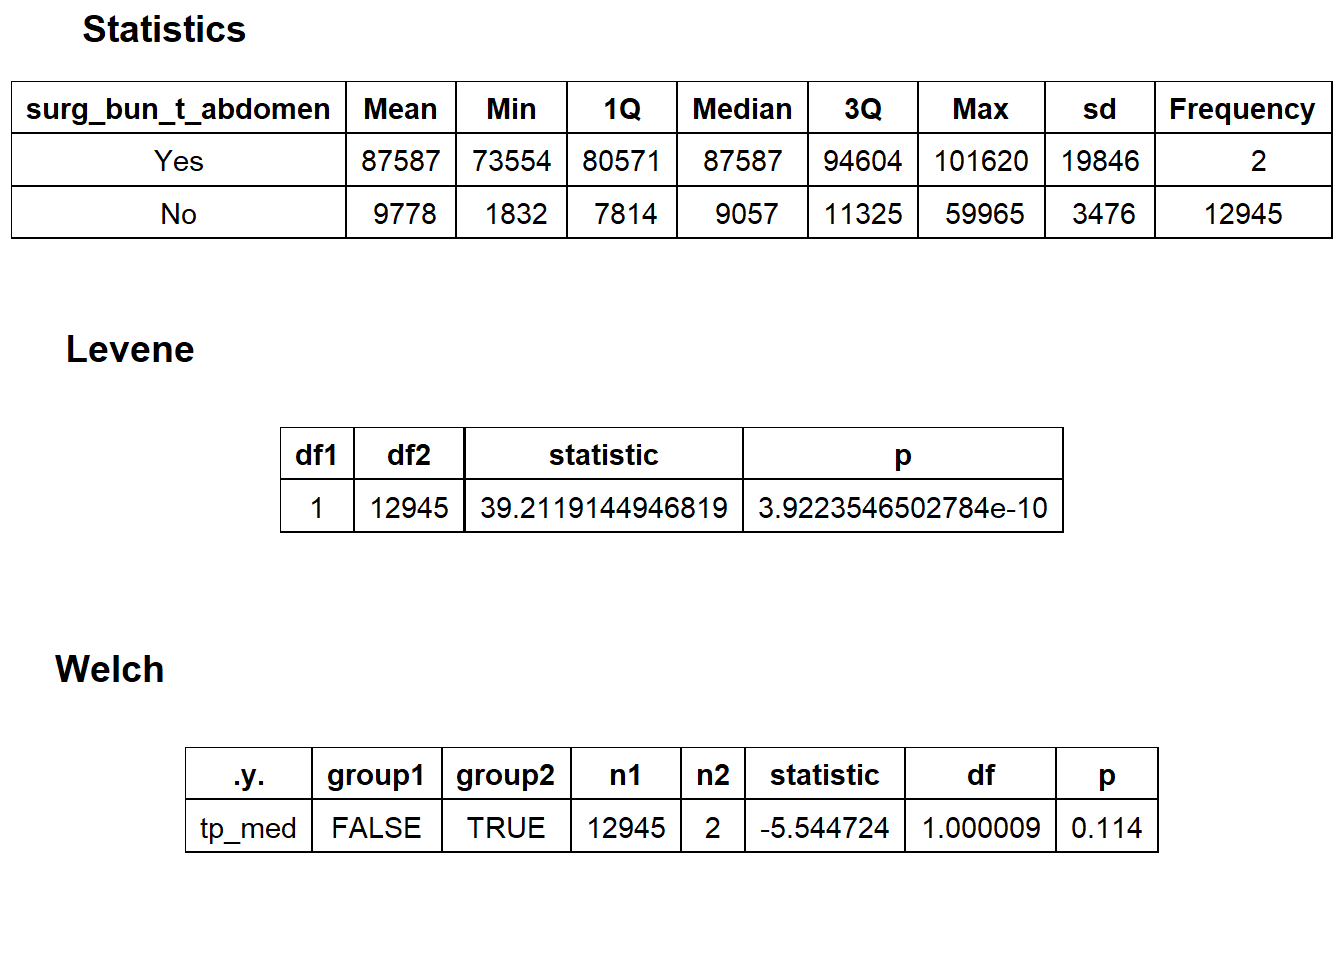 Statistics
surg_bun_t_abdomen Mean Min 1Q Median 3Q Max sd Frequency
Yes 87587 73554 80571 87587 94604 101620 19846 2
No 9778 1832 7814 9057 11325 59965 3476 12945
Levene
df1 df2 statistic p
1 12945 39.2119144946819 3.9223546502784e-10
Welch
.y. group1 group2 n1 n2 statistic df p
tp_med FALSE TRUE 12945 2 -5.544724 1.000009 0.114